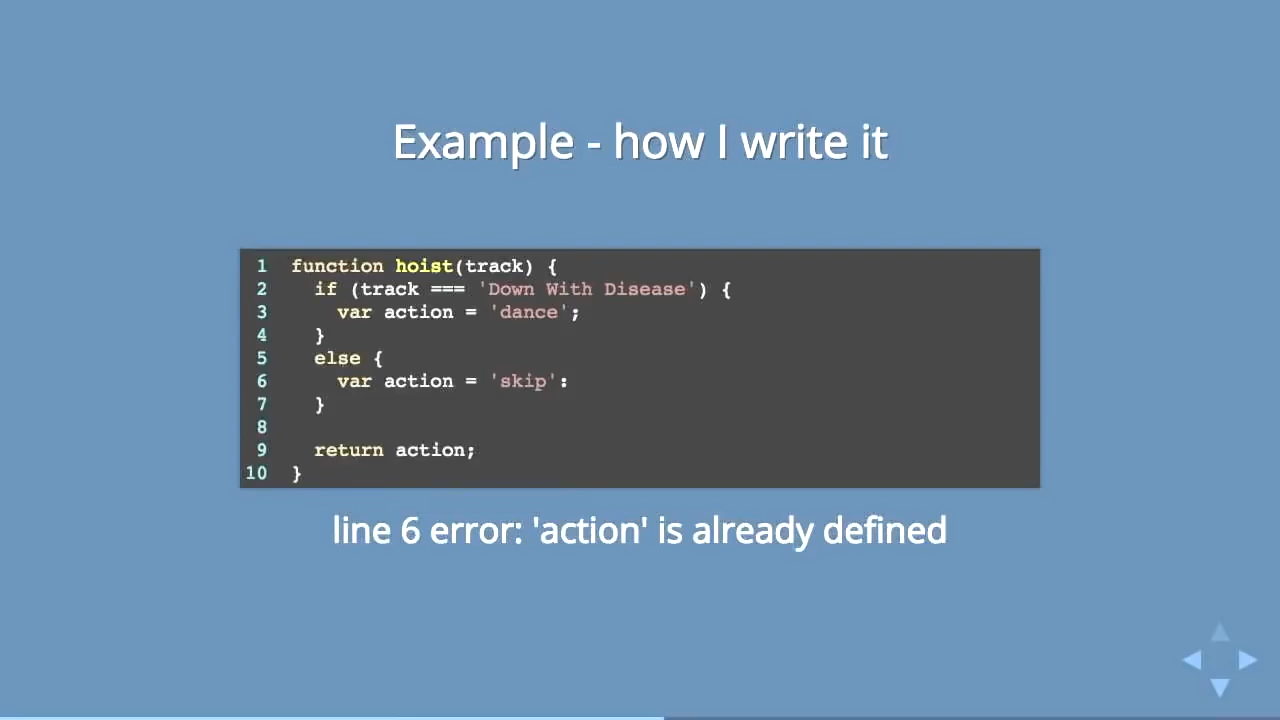 Example - how I write it
1 function hoist(track) {
2   if (track === 'Down With Disease') {
3     var action = 'dance';
4   }
5   else {
6     var action = 'skip':
7   }
8
9   return action;
10 }
line 6 error: 'action' is already defined